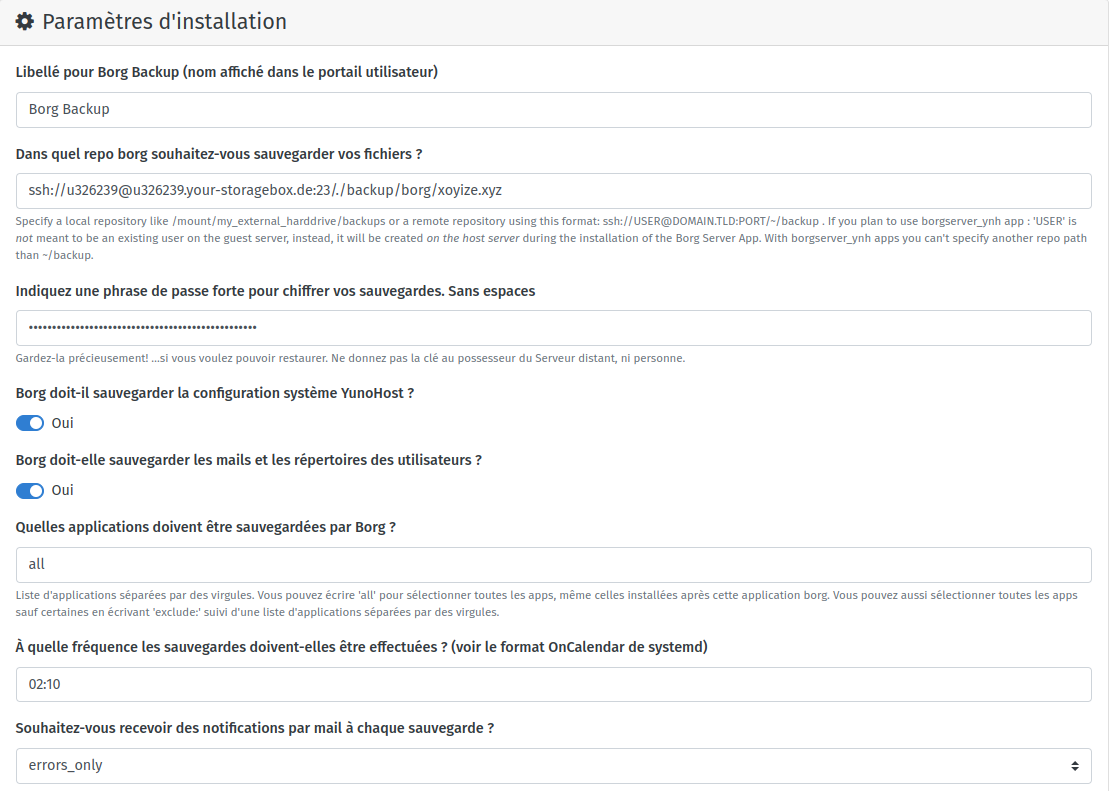 Paramètres d'installation
Libellé pour Borg Backup (nom affiché dans le portail utilisateur)
Borg Backup
Dans quel repo borg souhaitez-vous sauvegarder vos fichiers ?
ssh://u326239@u326239.your-storagebox.de:23/./backup/borg/xoyize.xyz
Specify a local repository like /mount/my_external_harddrive/backups or a remote repository using this format: ssh://USER@DOMAIN.TLD:PORT/~/backup . If you plan to use borgserver_ynh app : 'USER' is
not meant to be an existing user on the guest server, instead, it will be created on the host server during the installation of the Borg Server App. With borgserver_ynh apps you can't specify another repo path
than ~/backup.
Indiquez une phrase de passe forte pour chiffrer vos sauvegardes. Sans espaces
Gardez-la précieusement! ...si vous voulez pouvoir restaurer. Ne donnez pas la clé au possesseur du Serveur distant, ni personne.
Borg doit-il sauvegarder la configuration système YunoHost ?
Oui
Borg doit-elle sauvegarder les mails et les répertoires des utilisateurs ?
Oui
Quelles applications doivent être sauvegardées par Borg ?
all
Liste d'applications séparées par des virgules. Vous pouvez écrire 'all' pour sélectionner toutes les apps, même celles installées après cette application borg. Vous pouvez aussi sélectionner toutes les apps
sauf certaines en écrivant 'exclude:' suivi d'une liste d'applications séparées par des virgules.
À quelle fréquence les sauvegardes doivent-elles être effectuées ? (voir le format OnCalendar de systemd)
02:10
Souhaitez-vous recevoir des notifications par mail à chaque sauvegarde ?
errors_only